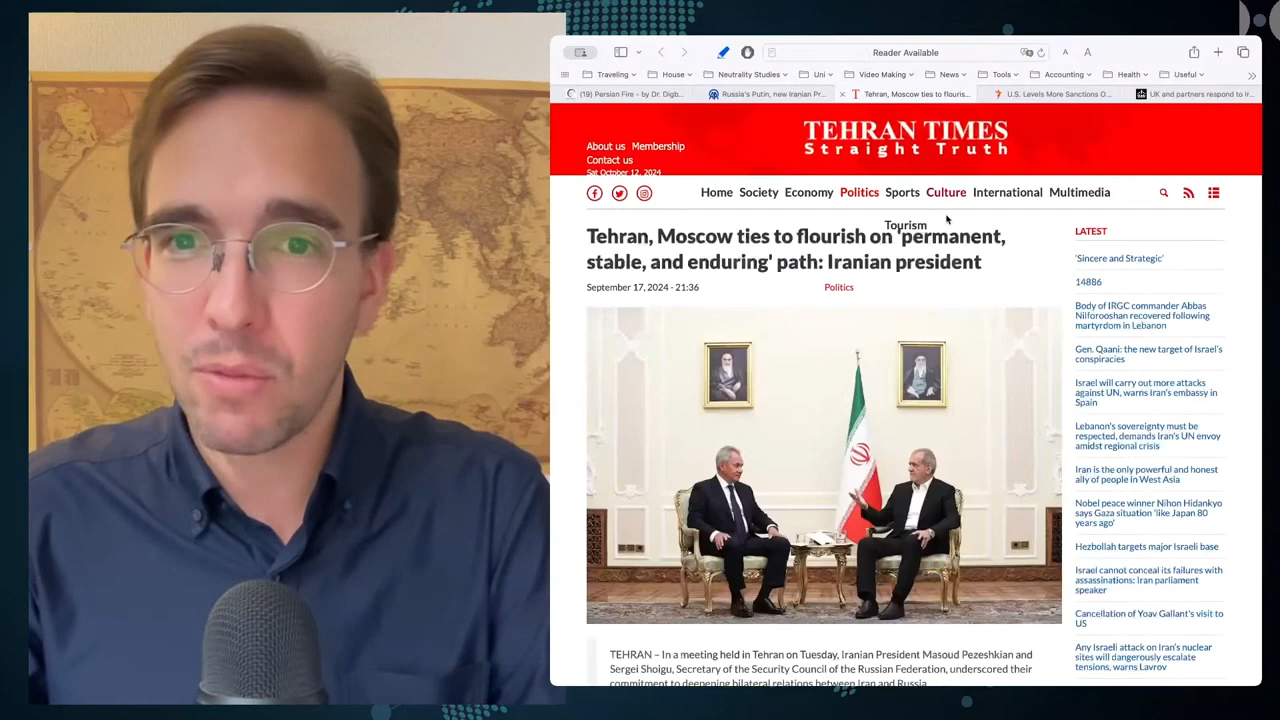 Reader Available
A
A
Traveling
House
Neutrality Studies
Uni
Video Making
News
Tools
Accounting
Health
Useful
(19) Persian Fire - by Dr. Digb...
Russia's Putin, new Iranian Pr...
Tehran, Moscow ties to flouris...
U.S. Levels More Sanctions O...
UK and partners respond to Ir...
TEHRAN TIMES
Straight Truth
About us Membership
Contact us
Sat October 12, 2024
Home Society Economy Politics Sports Culture International Multimedia
Tourism
Tehran, Moscow ties to flourish on 'permanent,
stable, and enduring' path: Iranian president
September 17, 2024 - 21:36
Politics
TEHRAN – In a meeting held in Tehran on Tuesday, Iranian President Masoud Pezeshkian and
Sergei Shoigu, Secretary of the Security Council of the Russian Federation, underscored their
commitment to deepening bilateral relations between Iran and Russia.
LATEST
'Sincere and Strategic'
14886
Body of IRGC commander Abbas
Nilforooshan recovered following
martyrdom in Lebanon
Gen. Qaani: the new target of Israel's
conspiracies
Israel will carry out more attacks
against UN, warns Iran's embassy in
Spain
Lebanon's sovereignty must be
respected, demands Iran's UN envoy
amidst regional crisis
Iran is the only powerful and honest
ally of people in West Asia
Nobel peace winner Nihon Hidankyo
says Gaza situation 'like Japan 80
years ago'
Hezbollah targets major Israeli base
Israel cannot conceal its failures with
assassinations: Iran parliament
speaker
Cancellation of Yoav Gallant's visit to
US
Any Israeli attack on Iran's nuclear
sites will dangerously escalate
tensions, warns Lavrov